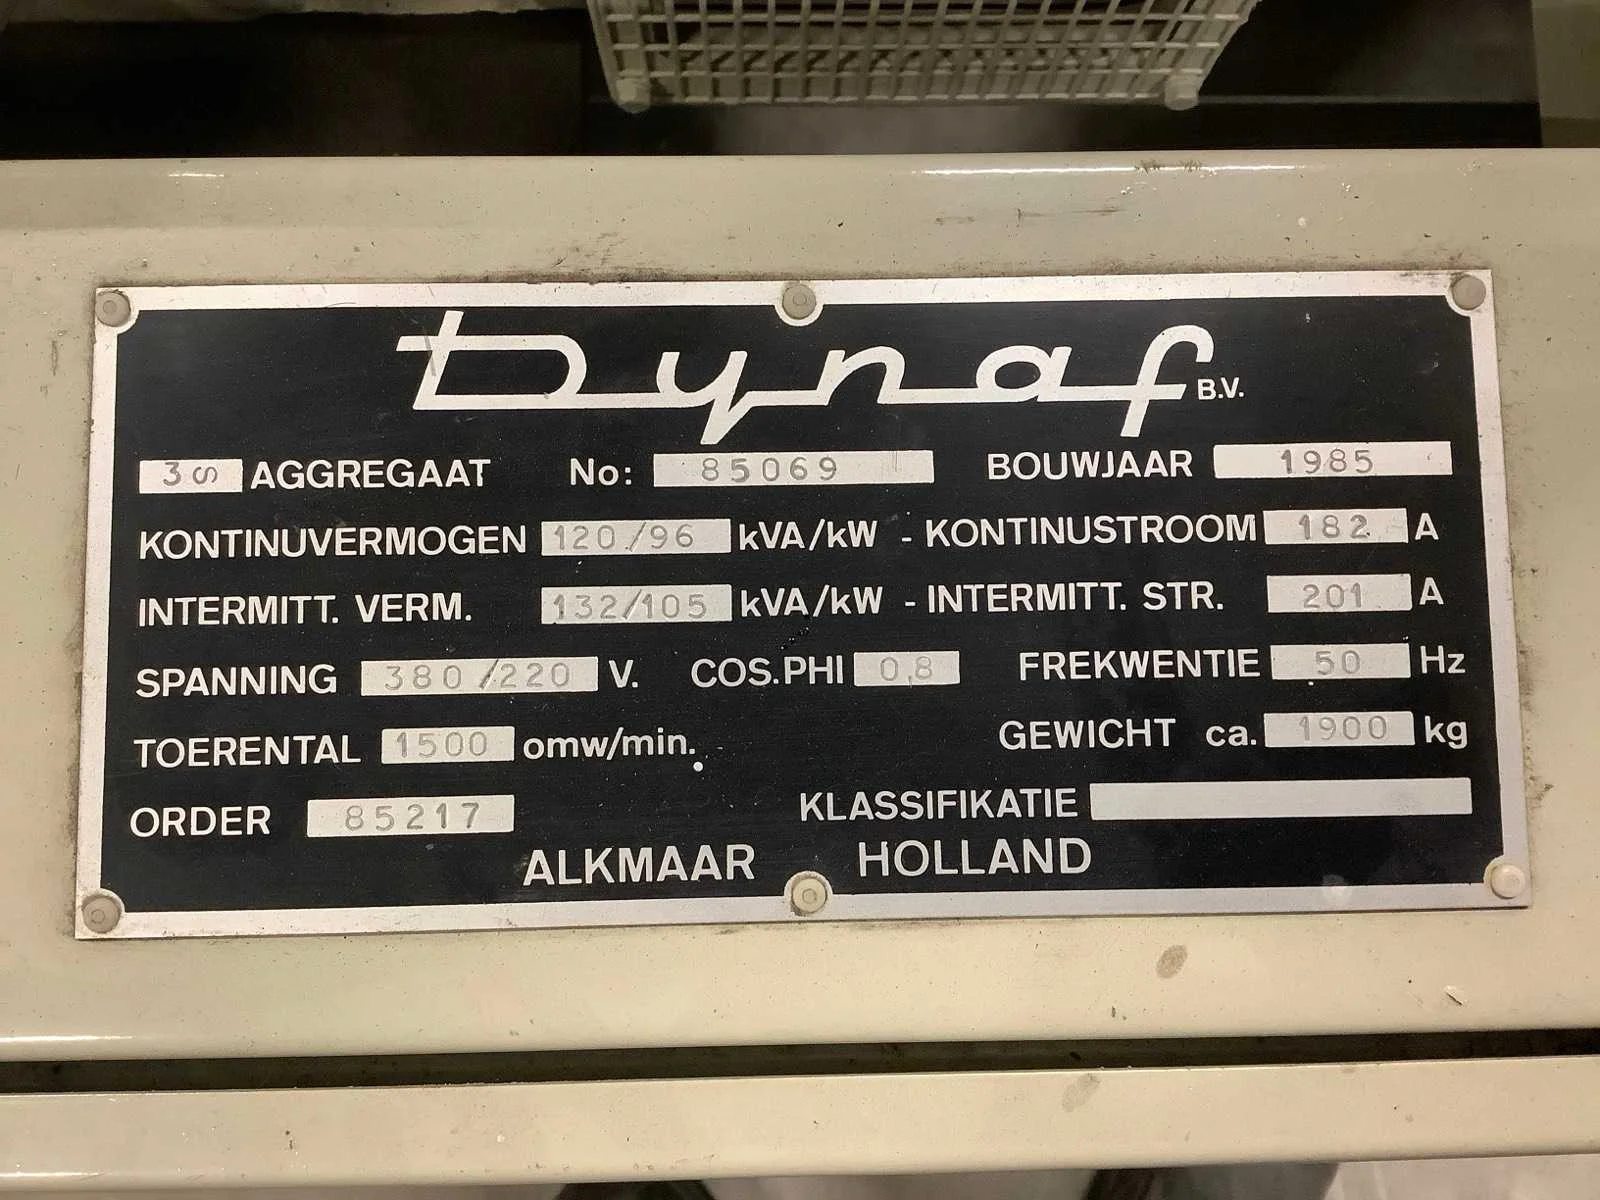 Dynaf B.V.
3 ∽ AGGREGAAT No: 85069 BOUWJAAR 1985
KONTINUVERMOGEN 120/96 kVA/kW - KONTINUSTROOM 182 A
INTERMITT. VERM. 132/105 kVA/kW - INTERMITT. STR. 201 A
SPANNING 380/220 V. COS.PHI 0,8 FREKWENTIE 50 Hz
TOERENTAL 1500 omw/min. GEWICHT ca. 1900 kg
ORDER 85217 KLASSIFIKATIE
ALKMAAR HOLLAND